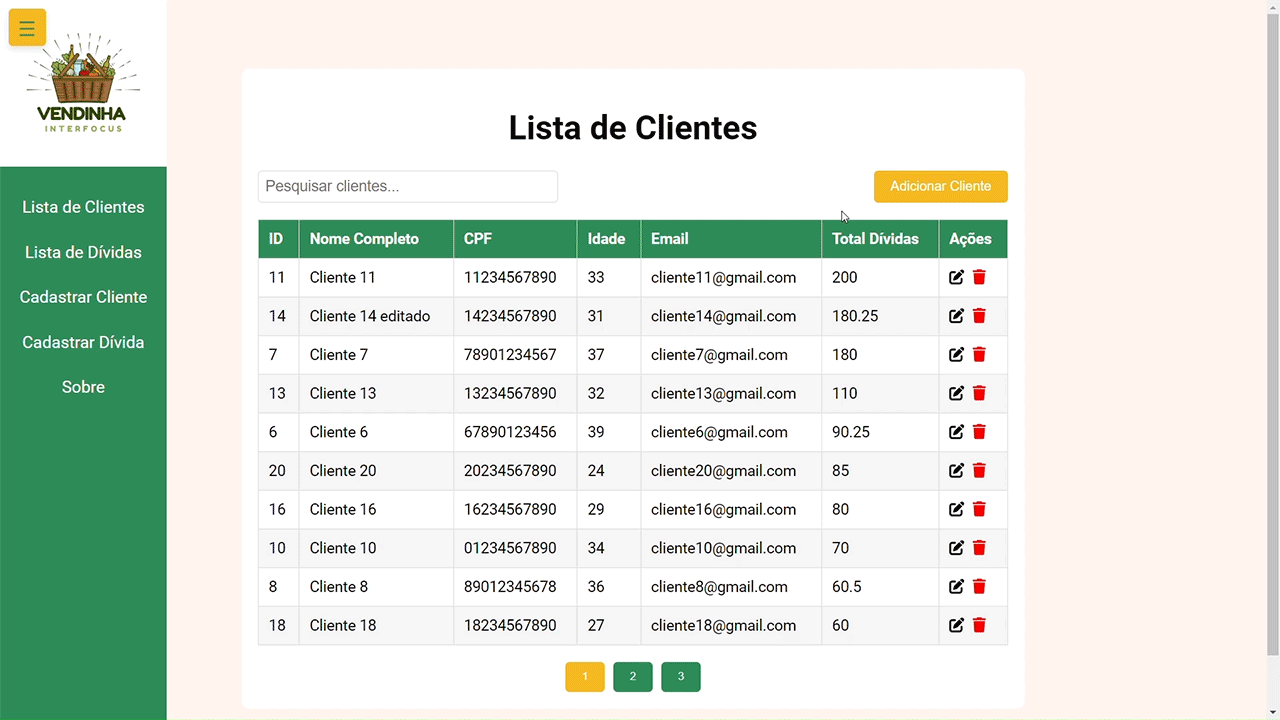 VENDINHA
INTERFOCUS
Lista de Clientes
Lista de Dívidas
Cadastrar Cliente
Cadastrar Dívida
Sobre
Lista de Clientes
Pesquisar clientes...
Adicionar Cliente
ID Nome Completo CPF Idade Email Total Dívidas Ações
11 Cliente 11 11234567890 33 cliente11@gmail.com 200
14 Cliente 14 editado 14234567890 31 cliente14@gmail.com 180.25
7 Cliente 7 78901234567 37 cliente7@gmail.com 180
13 Cliente 13 13234567890 32 cliente13@gmail.com 110
6 Cliente 6 67890123456 39 cliente6@gmail.com 90.25
20 Cliente 20 20234567890 24 cliente20@gmail.com 85
16 Cliente 16 16234567890 29 cliente16@gmail.com 80
10 Cliente 10 01234567890 34 cliente10@gmail.com 70
8 Cliente 8 89012345678 36 cliente8@gmail.com 60.5
18 Cliente 18 18234567890 27 cliente18@gmail.com 60
1 2 3